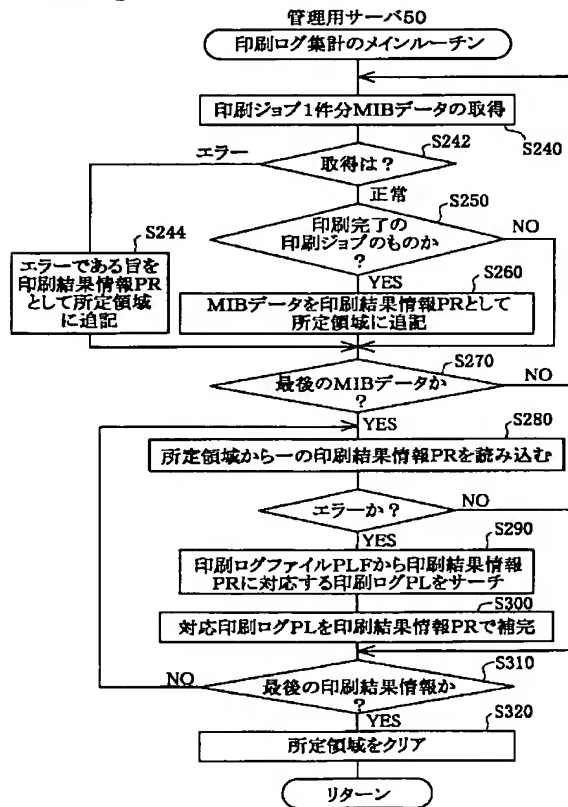 管理用サーバ50
印刷ログ集計のメインルーチン
印刷ジョブ1件分MIBデータの取得
S240
S242
エラー
取得は?
正常
S250
S244
印刷完了の
印刷ジョブのものか
?
NO
エラーである旨を
印刷結果情報PR
として所定領域
に追記
YES
S260
MIBデータを印刷結果情報PRとして
所定領域に追記
S270
最後のMIBデータか
?
NO
YES
S280
所定領域から一の印刷結果情報PRを読み込む
エラーか?
NO
YES
S290
印刷ログファイルPLFから印刷結果情報
PRに対応する印刷ログPLをサーチ
S300
対応印刷ログPLを印刷結果情報PRで補完
S310
NO
最後の印刷結果情報か
?
YES
S320
所定領域をクリア
リターン